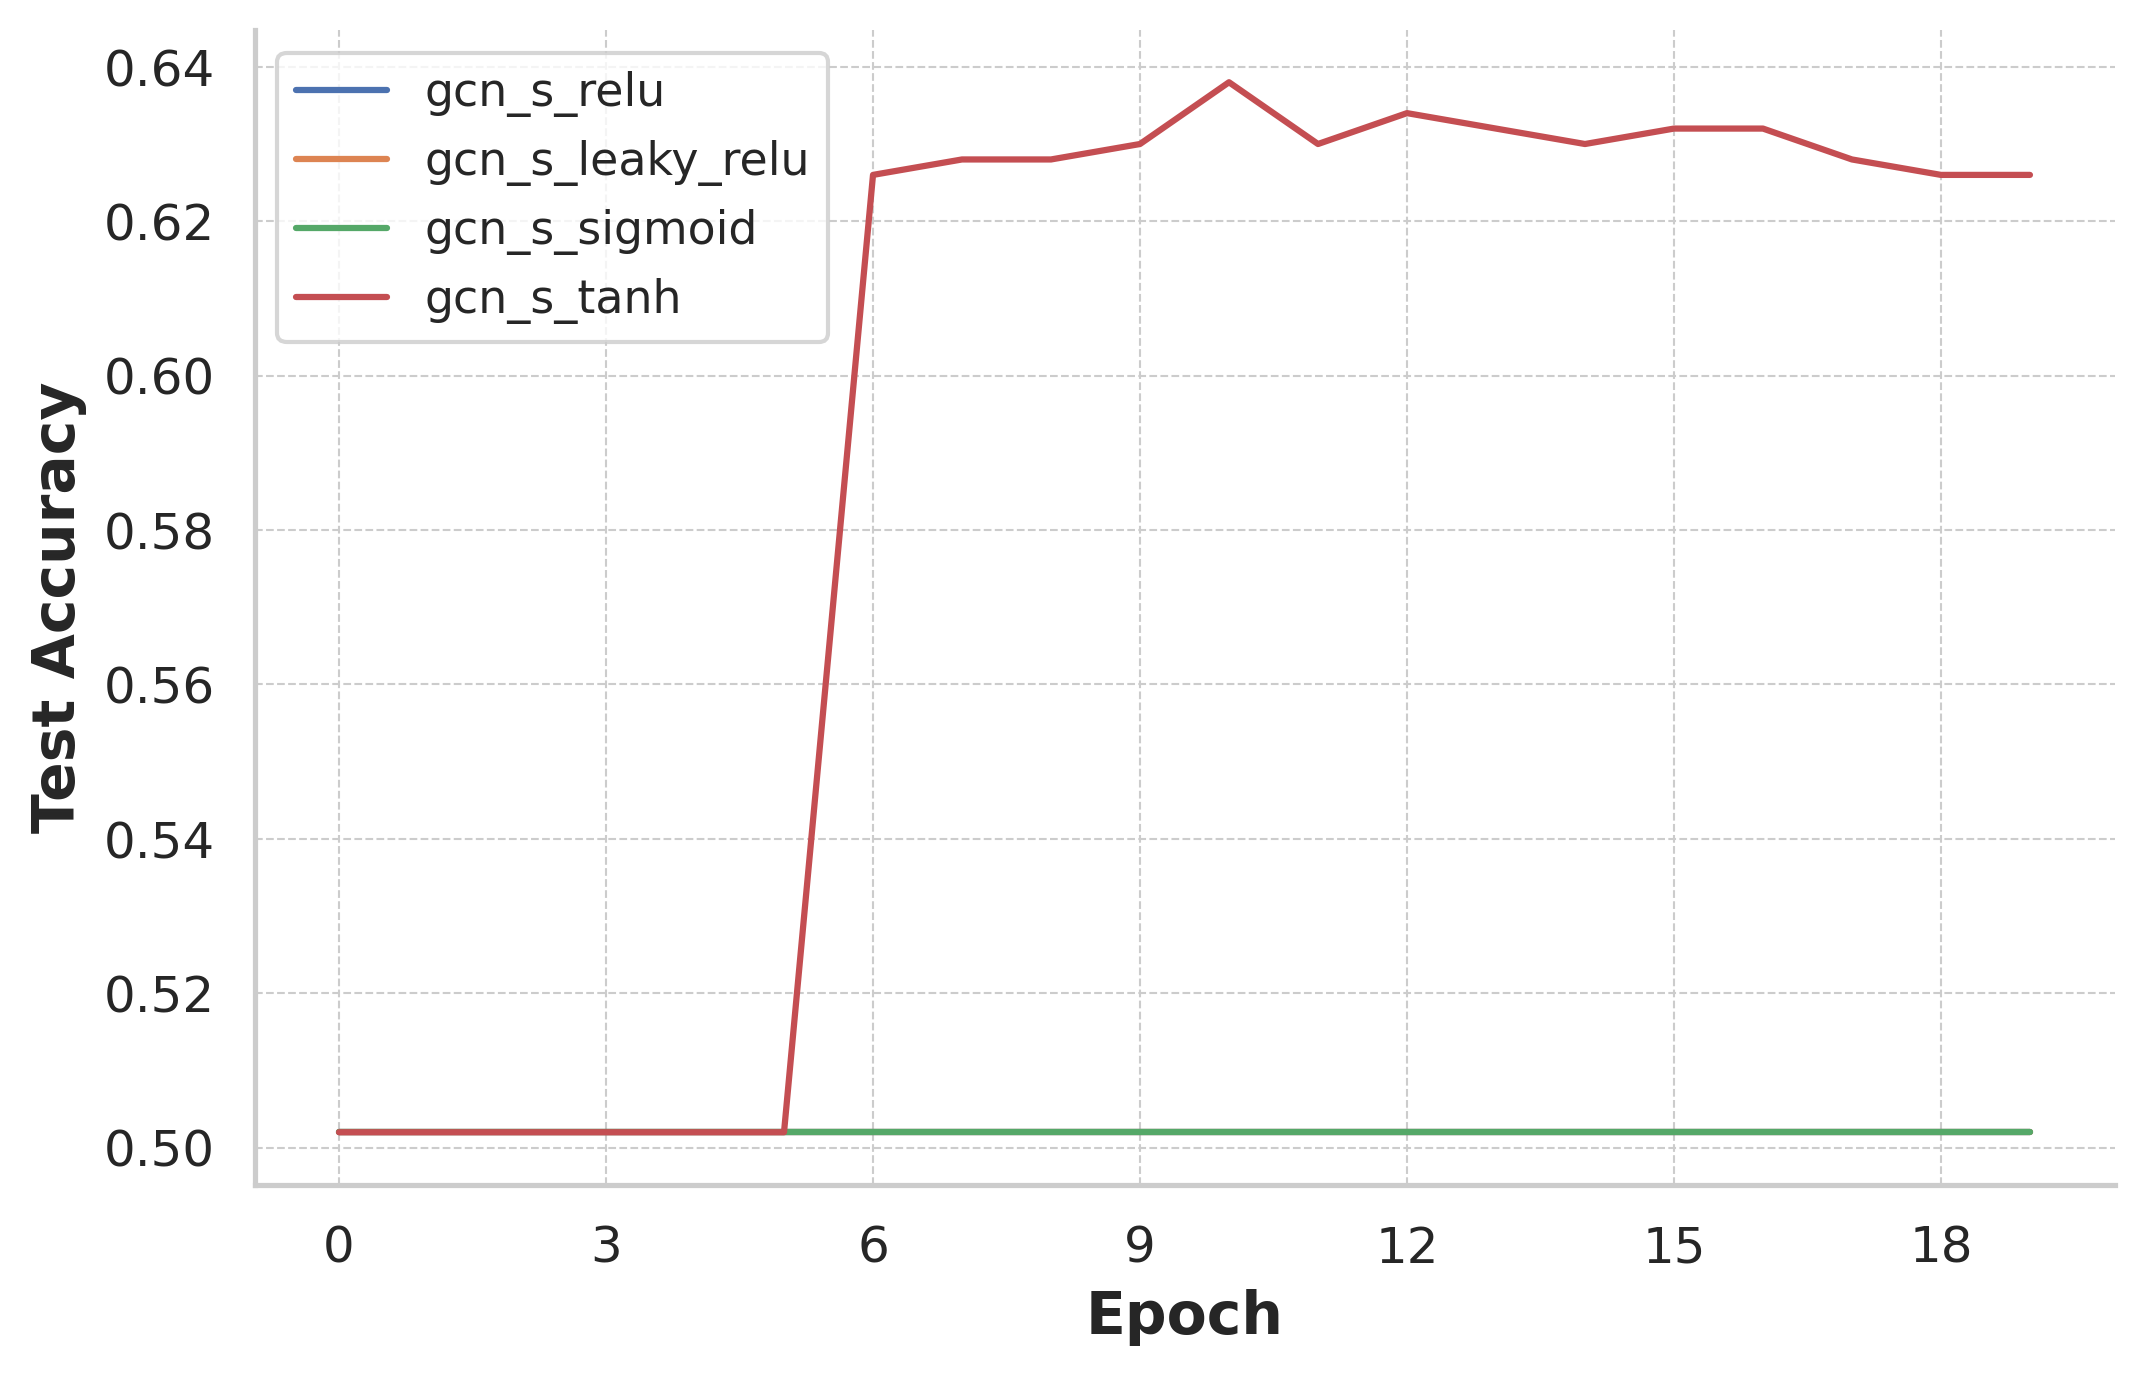 0.64
0.62
0.60
0.58
0.56
0.54
0.52
0.50
Test Accuracy
gcn_s_relu
gcn_s_leaky_relu
gcn_s_sigmoid
gcn_s_tanh
0 3 6 9 12 15 18
Epoch